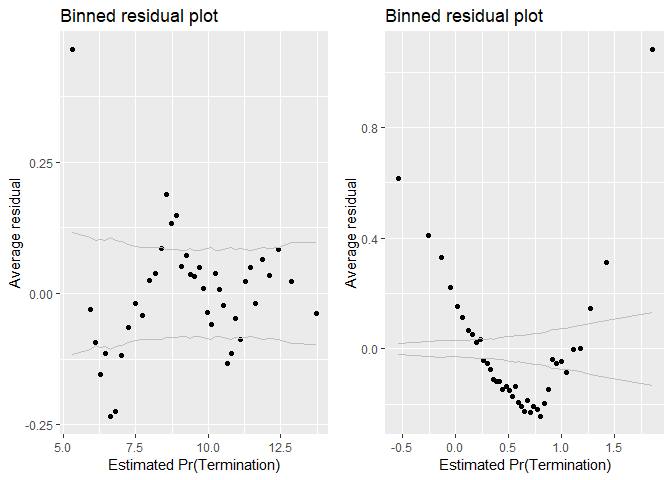 Binned residual plot
0.25
0.00
-0.25
Average residual
5.0 7.5 10.0 12.5
Estimated Pr(Termination)
Binned residual plot
0.8
0.4
0.0
Average residual
-0.5 0.0 0.5 1.0 1.5
Estimated Pr(Termination)